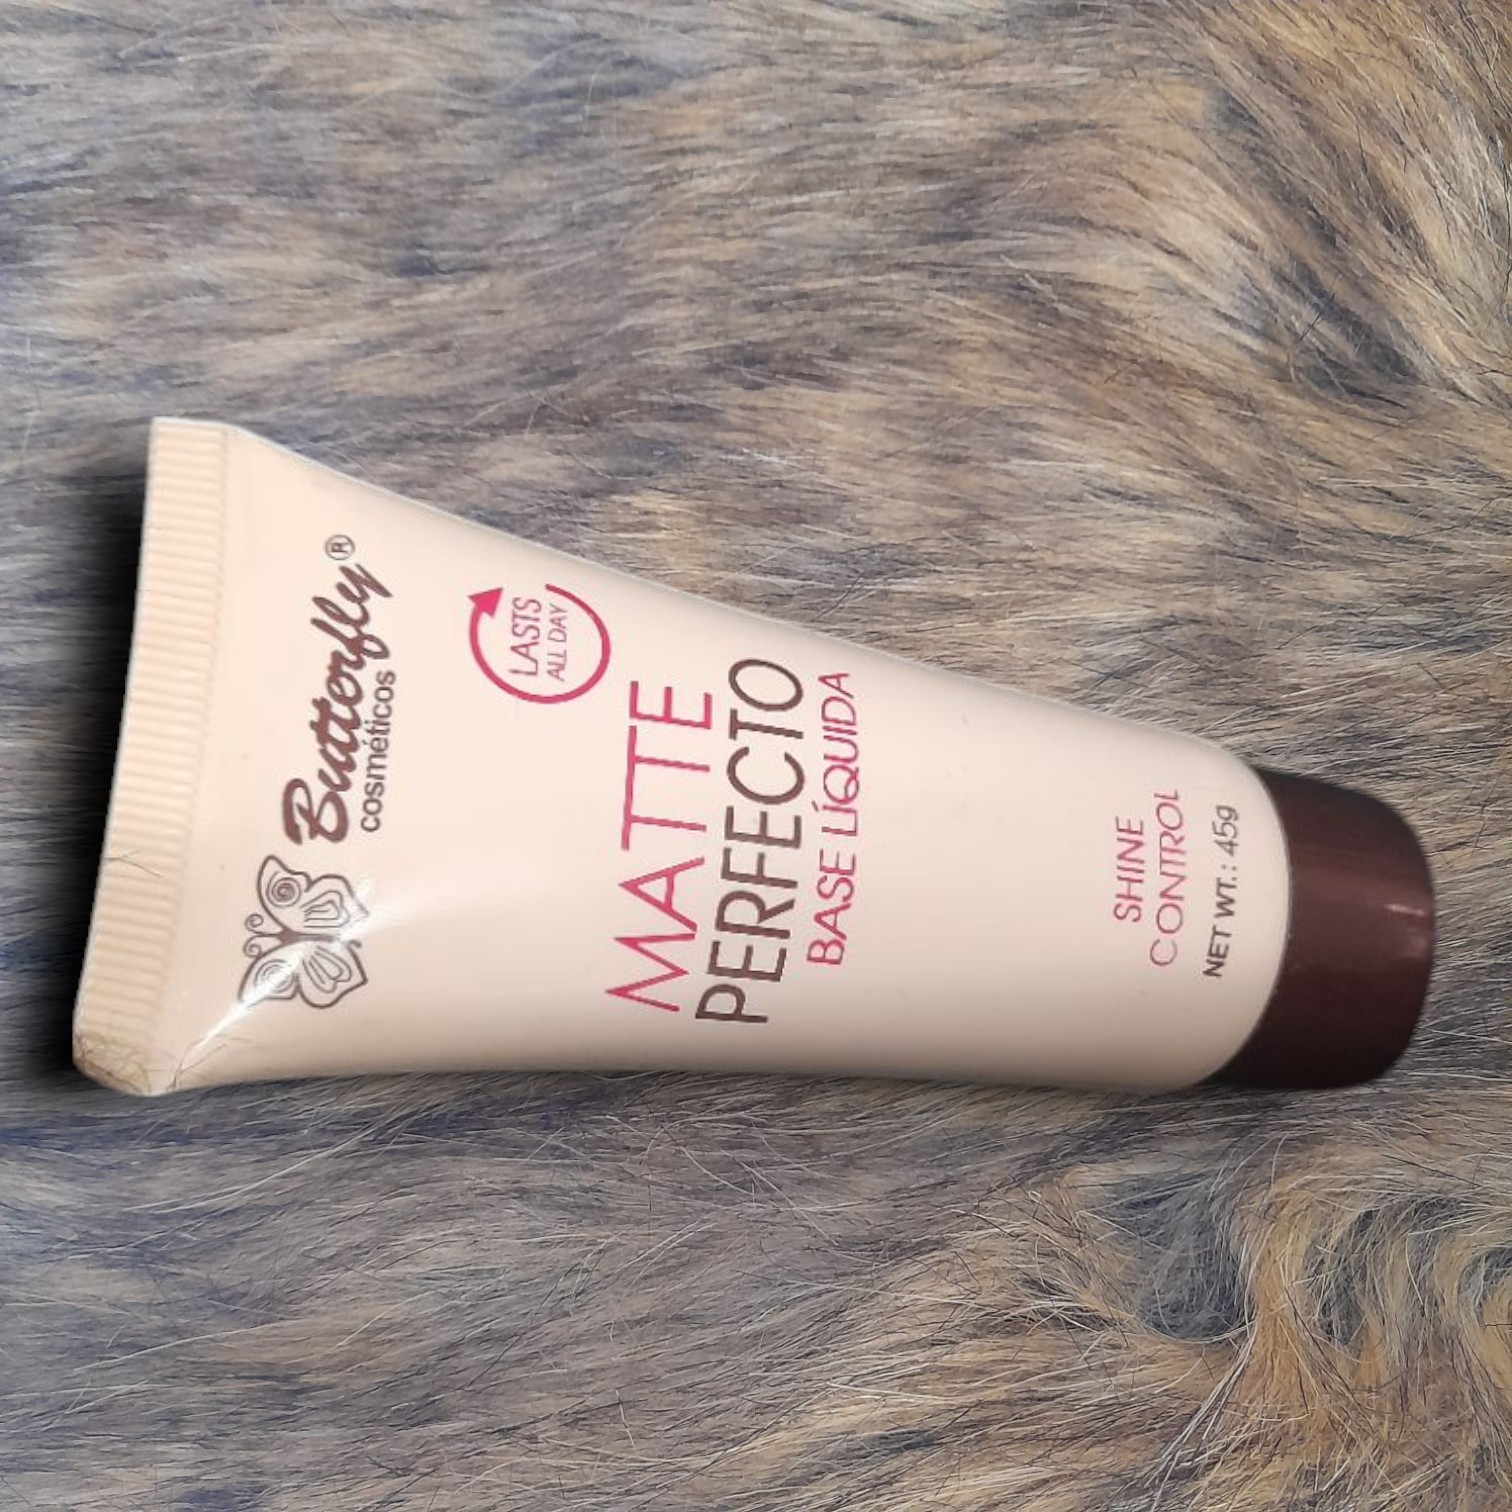 Butterfly®
cosméticos
LASTS
ALL DAY
MATTE
PERFECTO
BASE LÍQUIDA
SHINE
CONTROL
NET WT.: 45g